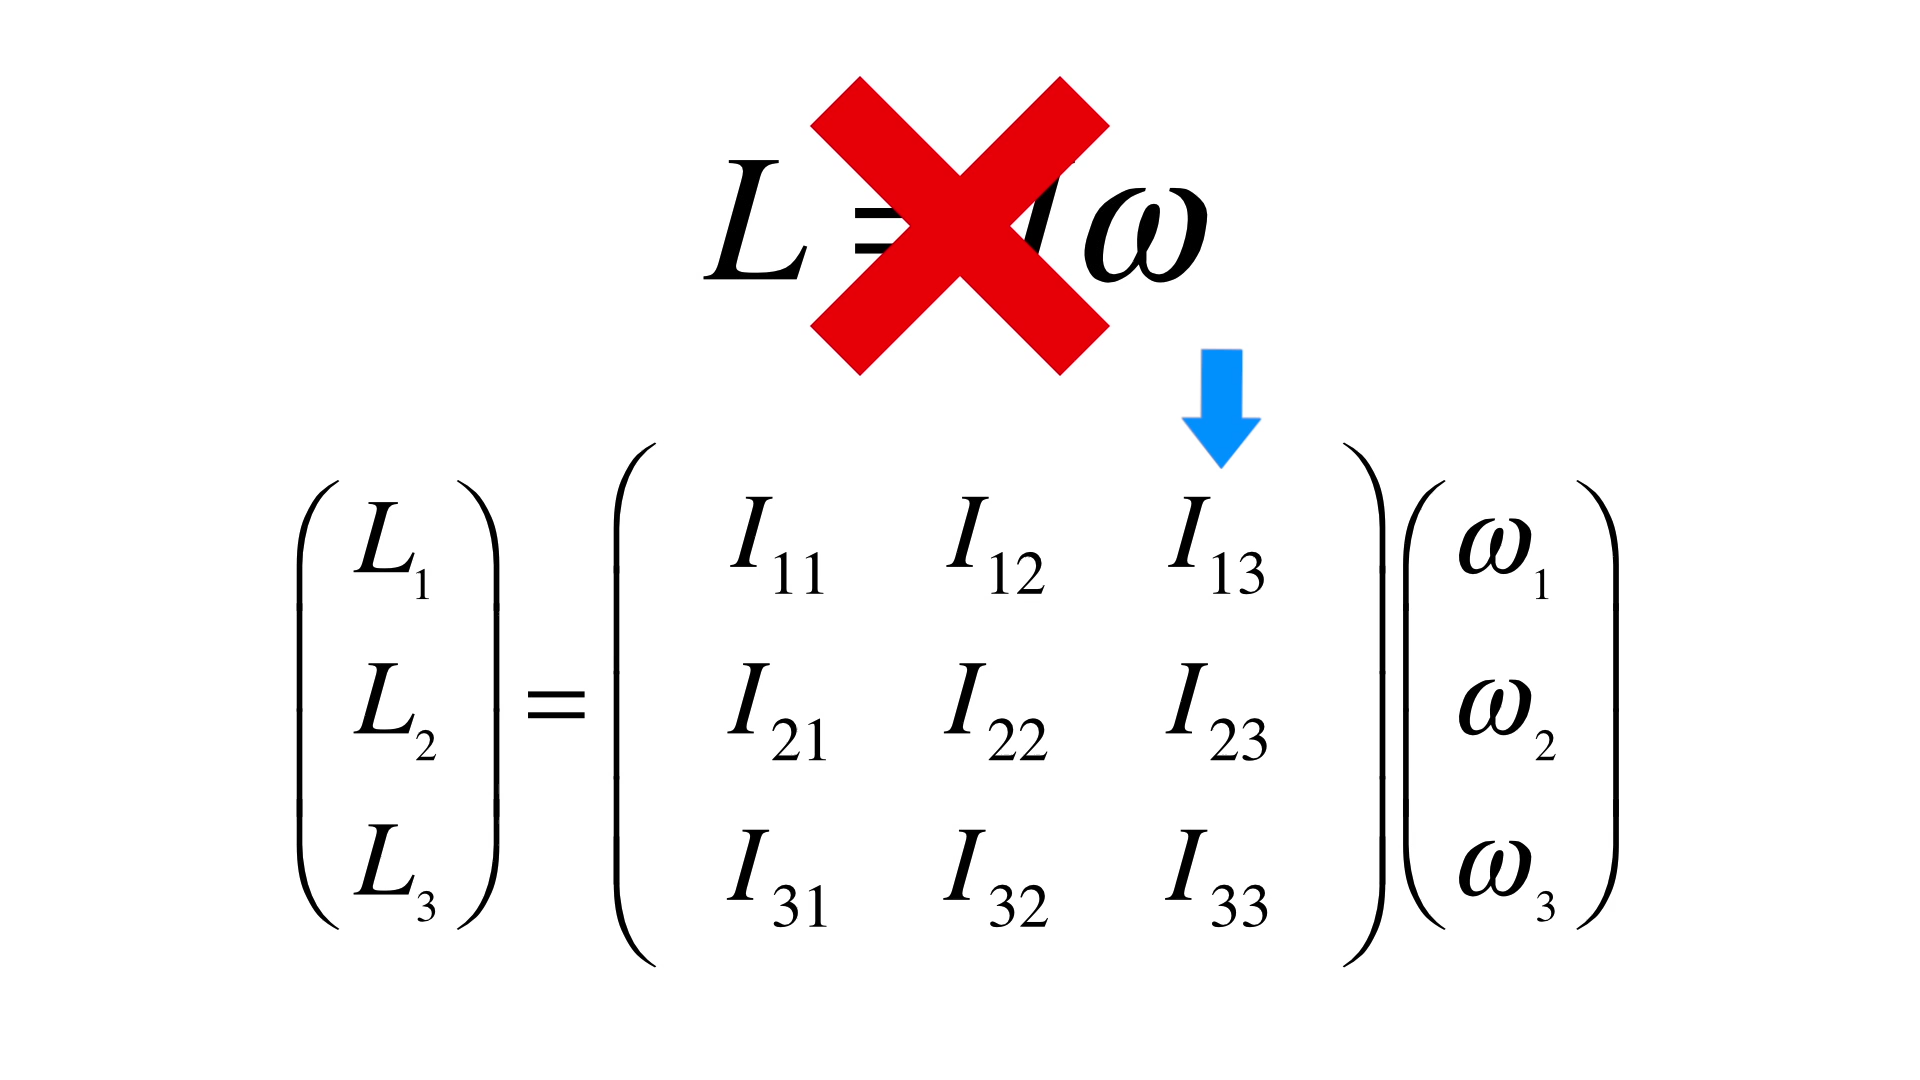 L = Iω
L₁ I₁₁ I₁₂ I₁₃ ω₁
L₂ = I₂₁ I₂₂ I₂₃ ω₂
L₃ I₃₁ I₃₂ I₃₃ ω₃